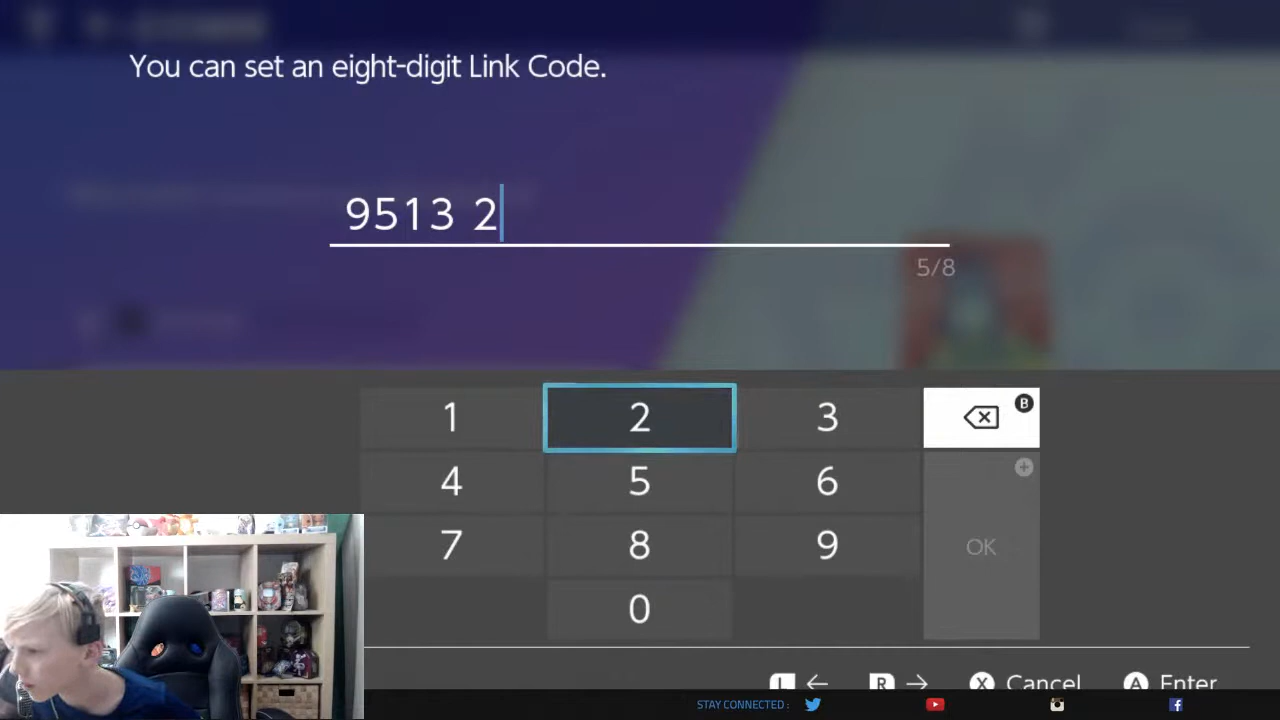 You can set an eight-digit Link Code.
9513 2
5/8
1 2 3 B
4 5 6 +
7 8 9 OK
0
L ← R → X Cancel A Enter
STAY CONNECTED :